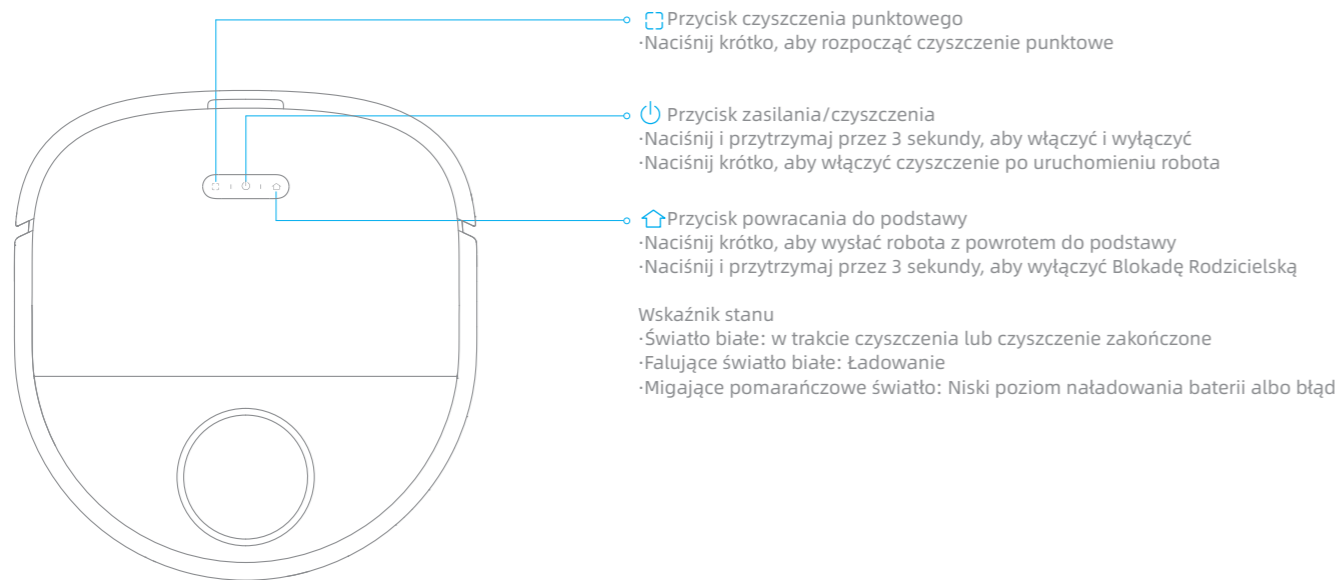 Przycisk czyszczenia punktowego
·Naciśnij krótko, aby rozpocząć czyszczenie punktowe
Przycisk zasilania/czyszczenia
·Naciśnij i przytrzymaj przez 3 sekundy, aby włączyć i wyłączyć
·Naciśnij krótko, aby włączyć czyszczenie po uruchomieniu robota
Przycisk powracania do podstawy
·Naciśnij krótko, aby wysłać robota z powrotem do podstawy
·Naciśnij i przytrzymaj przez 3 sekundy, aby wyłączyć Blokadę Rodzicielską
Wskaźnik stanu
·Światło białe: w trakcie czyszczenia lub czyszczenie zakończone
·Falujące światło białe: Ładowanie
·Migające pomarańczowe światło: Niski poziom naładowania baterii albo błąd